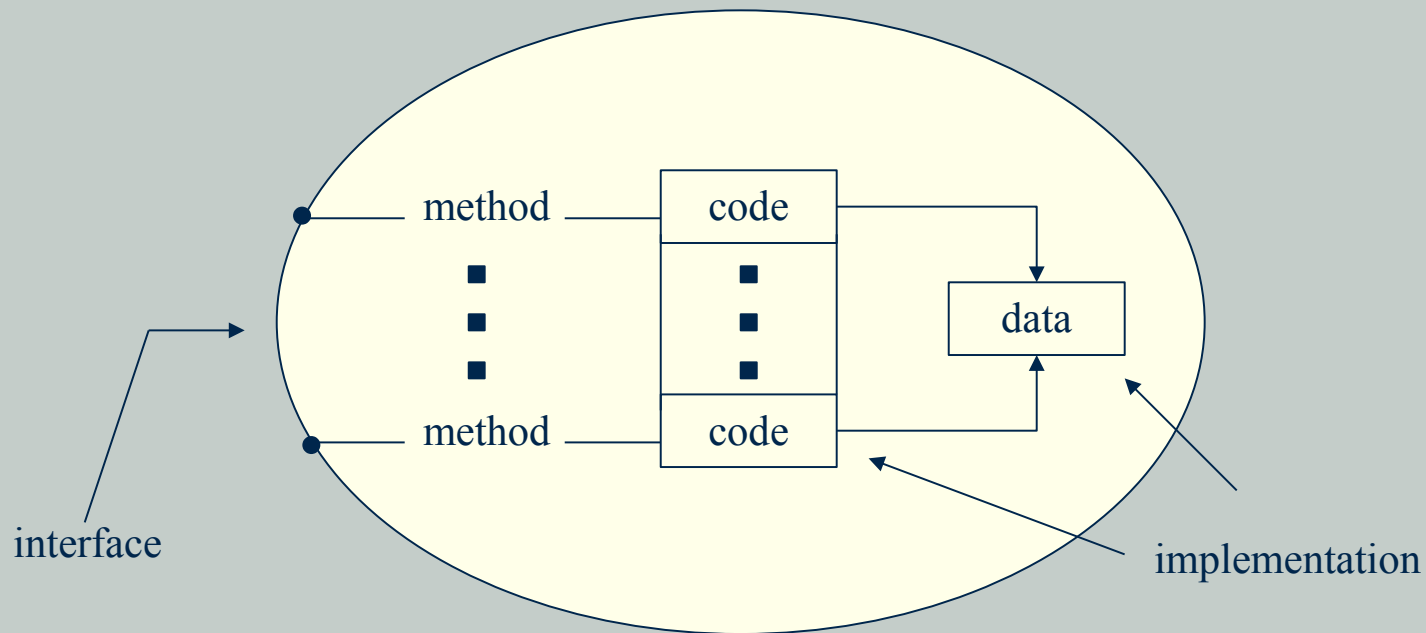 method code
data
method code
interface
implementation